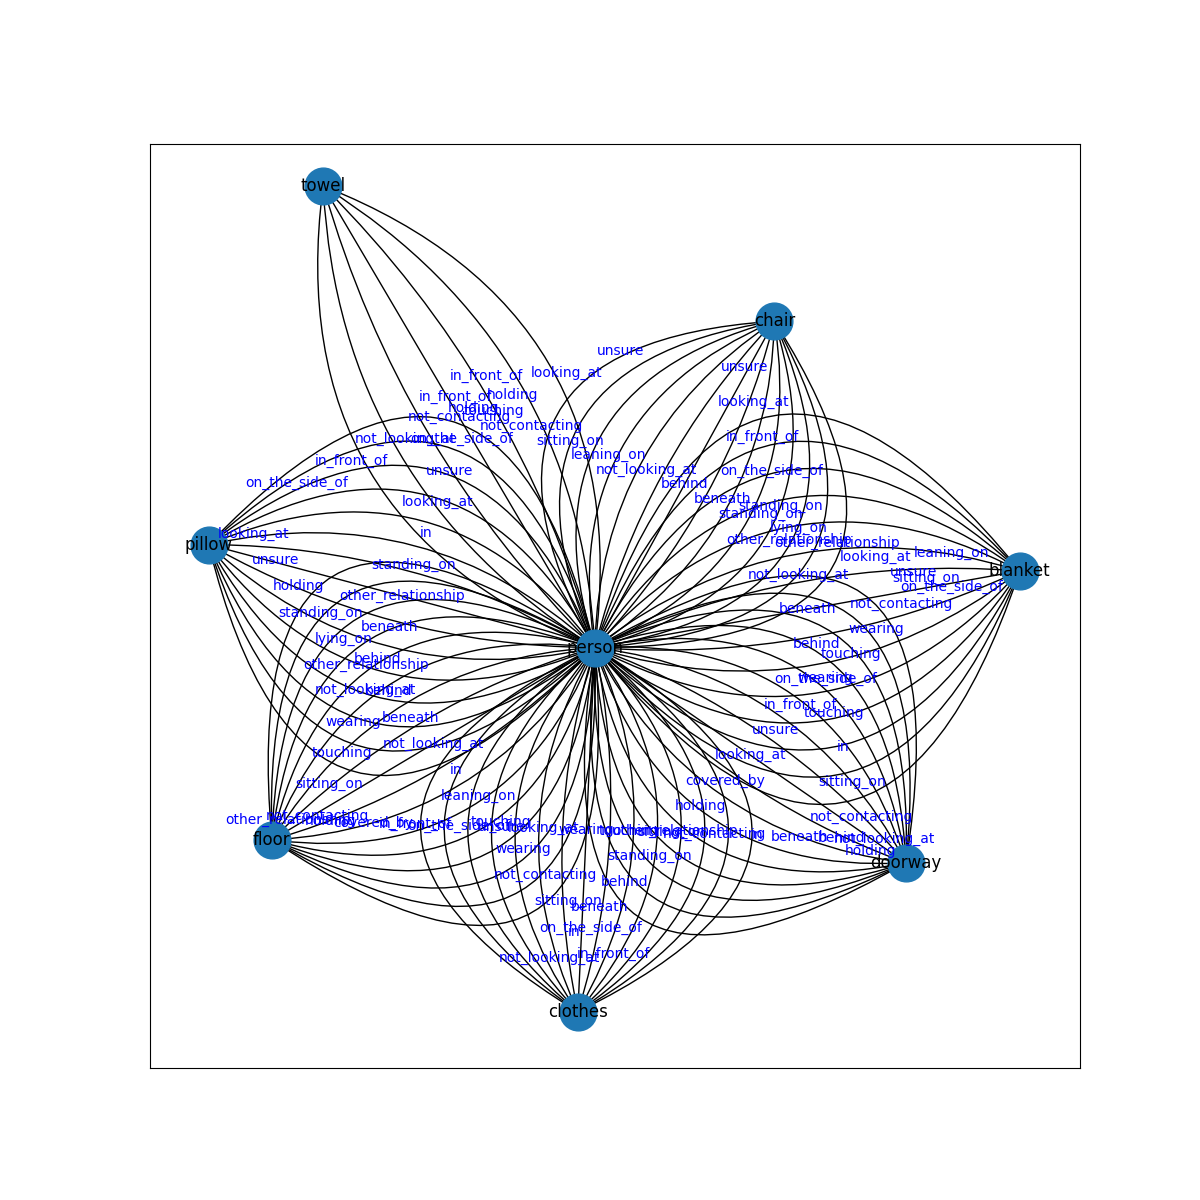 towel
chair
unsure
unsure
looking_at
in_front_of
holding
looking_at
in_front_of
holding
touching
not_contacting
not_contacting
not_looking_at
on_the_side_of
sitting_on
in_front_of
leaning_on
in_front_of
unsure
not_looking_at
on_the_side_of
on_the_side_of
behind
looking_at
beneath
standing_on
standing_on
lying_on
looking_at
in
other_relationship
other_relationship
pillow
unsure
standing_on
looking_at
leaning_on
blanket
unsure
sitting_on
on_the_side_of
not_looking_at
holding
other_relationship
not_contacting
standing_on
beneath
beneath
wearing
lying_on
behind
person
touching
behind
other_relationship
wearing
on_the_side_of
not_looking_at
behind
in_front_of
touching
wearing
beneath
unsure
touching
not_looking_at
looking_at
in
in
sitting_on
leaning_on
covered_by
sitting_on
holding
not_contacting
not_contacting
covered_by
in_front_of
on_the_side_of
touching
looking_at
wearing
beneath
behind
not_looking_at
floor
wearing
standing_on
holding
doorway
not_contacting
behind
sitting_on
beneath
on_the_side_of
in
not_looking_at
in_front_of
clothes